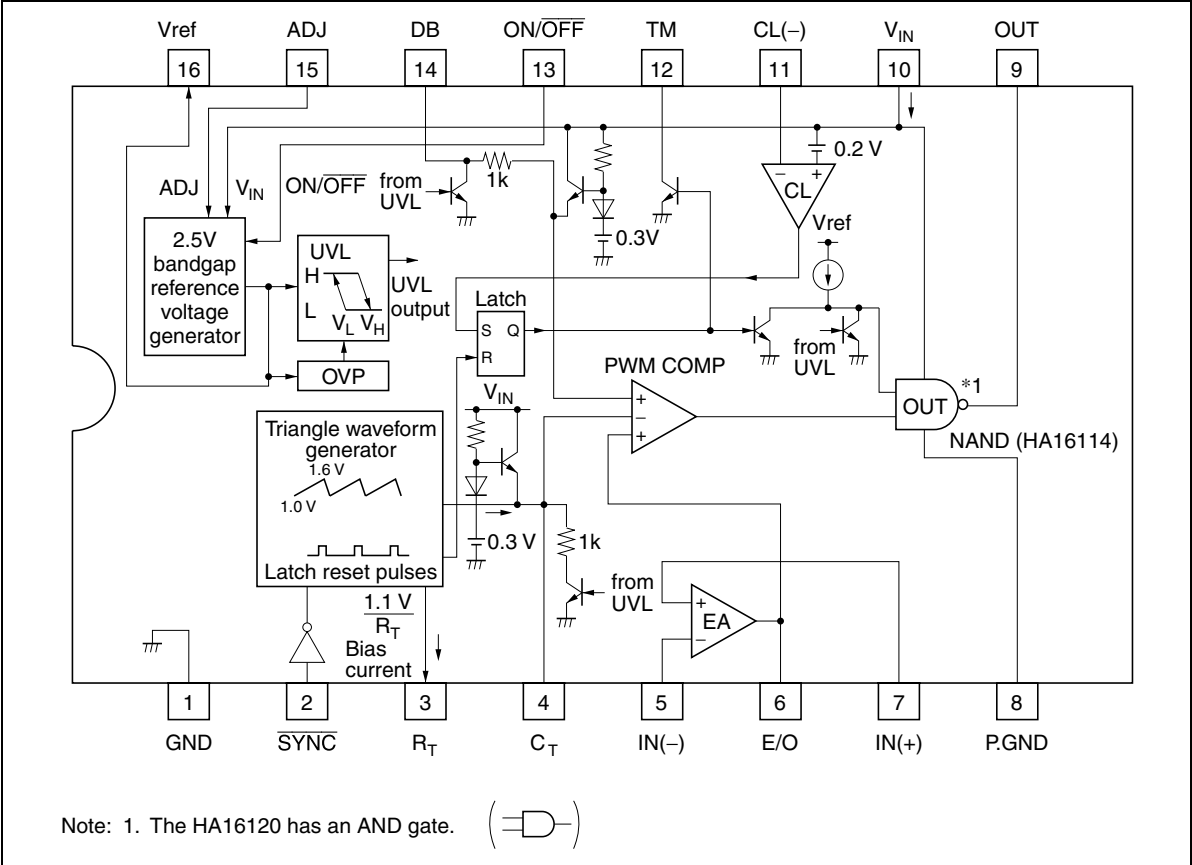 Vref ADJ DB ON/OFF TM CL(−) VIN OUT
16 15 14 13 12 11 10 9
0.2 V
ADJ VIN ON/OFF from UVL 1k
− +
CL
0.3V
Vref
2.5V
bandgap
reference
voltage
generator
UVL
H
L
VL VH
UVL
output
OVP
Latch
S Q
R
from
UVL
PWM COMP
+
−
+
OUT
*1
NAND (HA16114)
VIN
Triangle waveform
generator
1.6 V
1.0 V
Latch reset pulses
0.3 V
1k
from
UVL
+
EA
−
1.1 V
RT
Bias
current
1 2 3 4 5 6 7 8
GND SYNC RT CT IN(−) E/O IN(+) P.GND
Note: 1. The HA16120 has an AND gate.